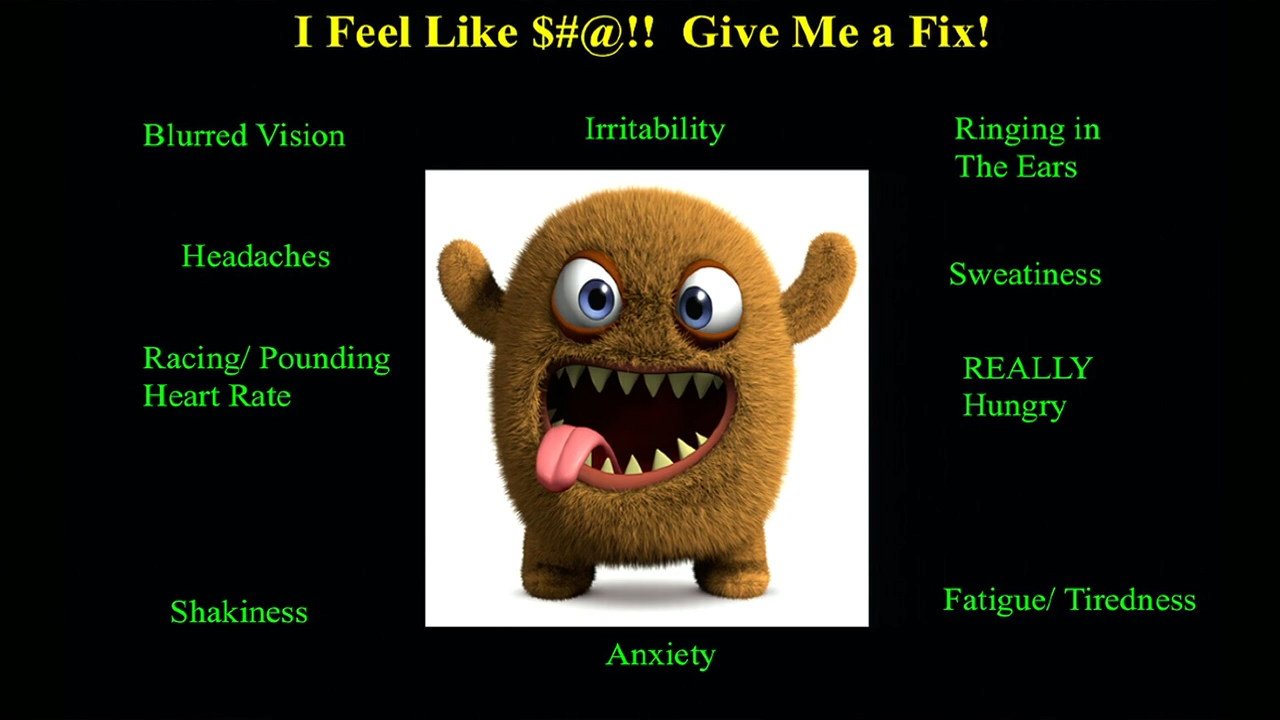 I Feel Like $#@!! Give Me a Fix!
Blurred Vision
Irritability
Ringing in
The Ears
Headaches
Sweatiness
Racing/ Pounding
Heart Rate
REALLY
Hungry
Shakiness
Fatigue/ Tiredness
Anxiety